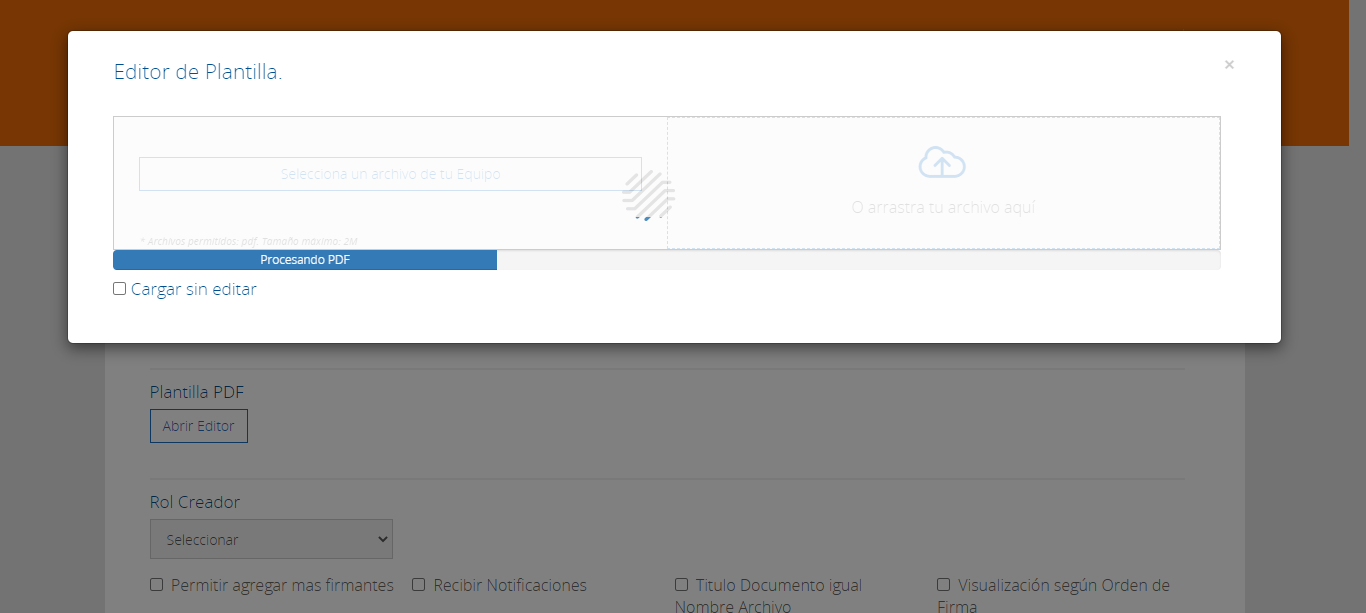 Editor de Plantilla.
×
Selecciona un archivo de tu Equipo
O arrastra tu archivo aquí
* Archivos permitidos: pdf. Tamaño máximo: 2M
Procesando PDF
Cargar sin editar
Plantilla PDF
Abrir Editor
Rol Creador
Seleccionar
Permitir agregar mas firmantes
Recibir Notificaciones
Titulo Documento igual
Nombre Archivo
Visualización según Orden de
Firma